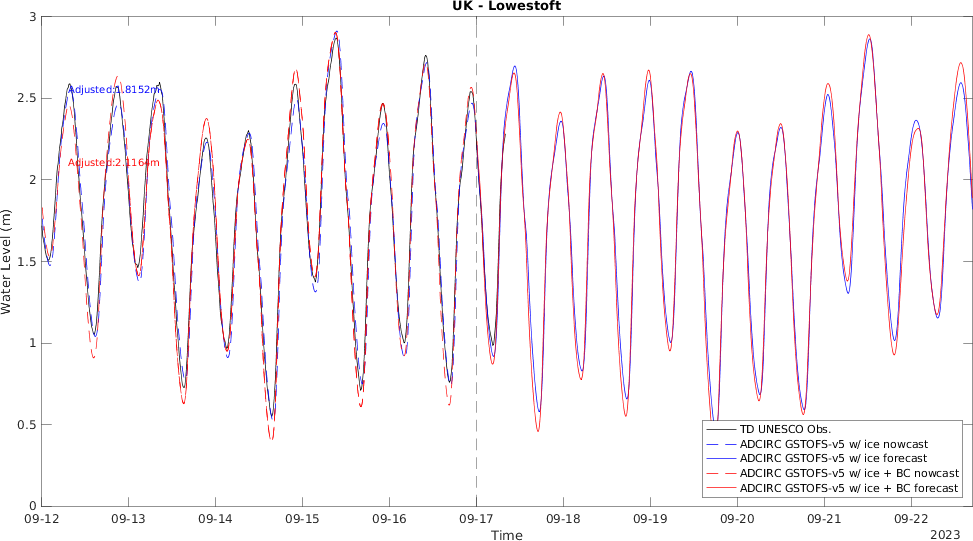 UK - Lowestoft
3
2.5
2
1.5
1
0.5
0
Water Level (m)
Adjusted:1.8152m
Adjusted:2.1164m
TD UNESCO Obs.
ADCIRC GSTOFS-v5 w/ ice nowcast
ADCIRC GSTOFS-v5 w/ ice forecast
ADCIRC GSTOFS-v5 w/ ice + BC nowcast
ADCIRC GSTOFS-v5 w/ ice + BC forecast
09-12 09-13 09-14 09-15 09-16 09-17 09-18 09-19 09-20 09-21 09-22
Time
2023